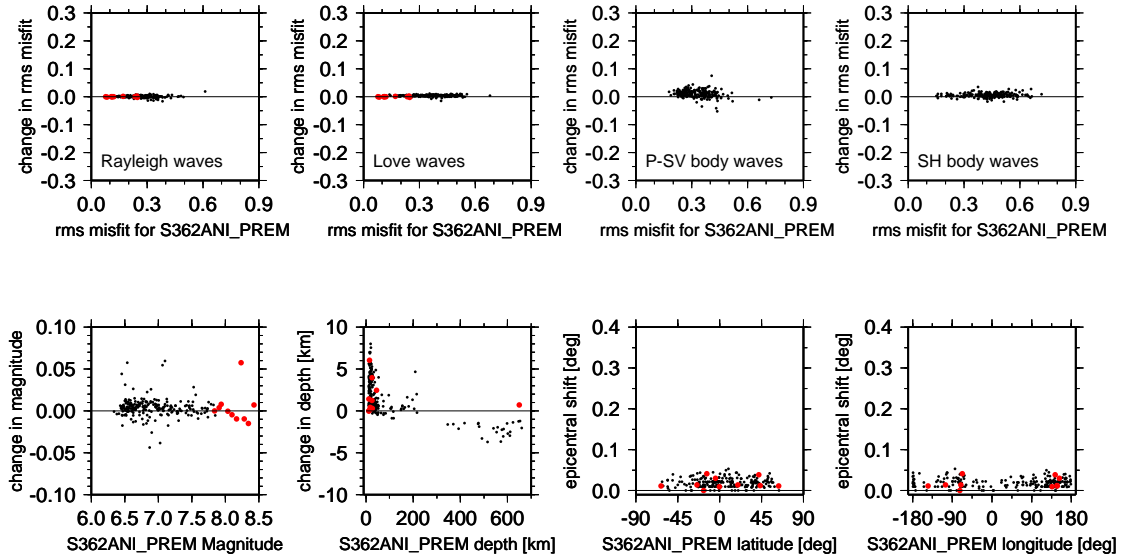 0.3 0.3 0.3 0.3
0.2 0.2 0.2 0.2
0.1 0.1 0.1 0.1
0.0 0.0 0.0 0.0
-0.1 -0.1 -0.1 -0.1
-0.2 -0.2 -0.2 -0.2
-0.3 -0.3 -0.3 -0.3
change in rms misfit change in rms misfit change in rms misfit change in rms misfit
Rayleigh waves Love waves P-SV body waves SH body waves
0.0 0.3 0.6 0.9 0.0 0.3 0.6 0.9 0.0 0.3 0.6 0.9 0.0 0.3 0.6 0.9
rms misfit for S362ANI_PREM rms misfit for S362ANI_PREM rms misfit for S362ANI_PREM rms misfit for S362ANI_PREM
0.10 10 0.4 0.4
0.05 5 0.3 0.3
0.00 0 0.2 0.2
-0.05 -5 0.1 0.1
-0.10 -10 0.0 0.0
change in magnitude change in depth [km] epicentral shift [deg] epicentral shift [deg]
6.0 6.5 7.0 7.5 8.0 8.5 0 200 400 600 -90 -45 0 45 90 -180 -90 0 90 180
S362ANI_PREM Magnitude S362ANI_PREM depth [km] S362ANI_PREM latitude [deg] S362ANI_PREM longitude [deg]